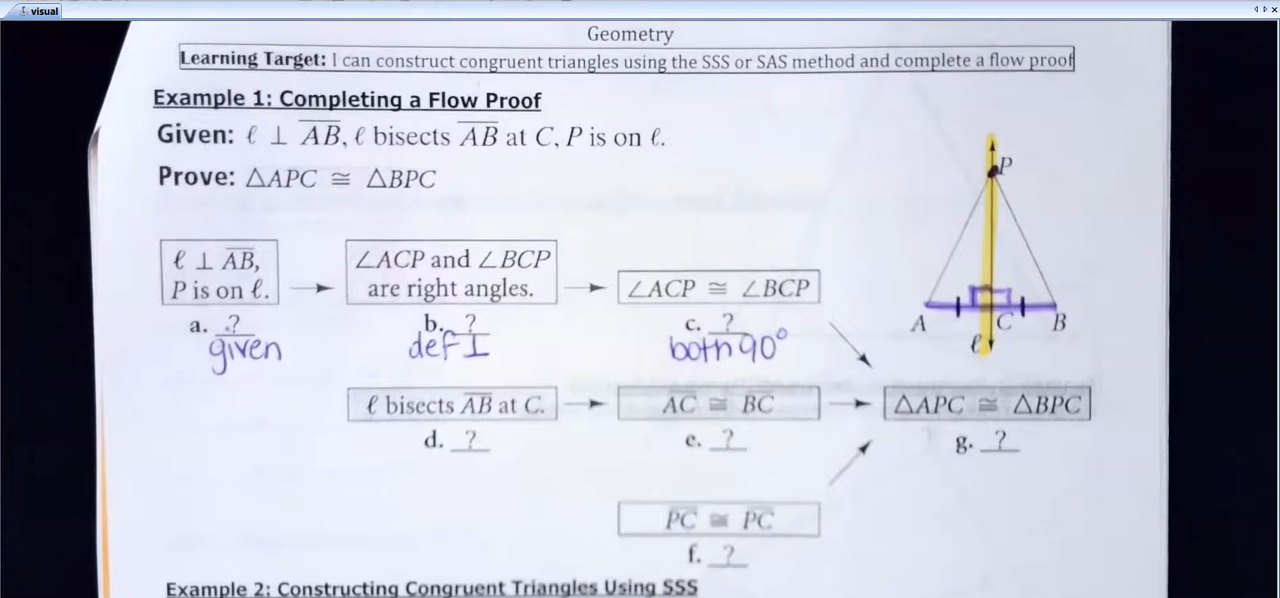 visual
Geometry
Learning Target: I can construct congruent triangles using the SSS or SAS method and complete a flow proof
Example 1: Completing a Flow Proof
Given: ℓ ⊥ AB, ℓ bisects AB at C, P is on ℓ.
Prove: △APC ≅ △BPC
P
A
C
B
ℓ
ℓ ⊥ AB,
P is on ℓ.
a. ?
given
∠ACP and ∠BCP
are right angles.
b. ?
def ⊥
∠ACP ≅ ∠BCP
c. ?
both 90°
ℓ bisects AB at C.
d. ?
AC ≅ BC
e. ?
△APC ≅ △BPC
g. ?
PC ≅ PC
f. ?
Example 2: Constructing Congruent Triangles Using SSS